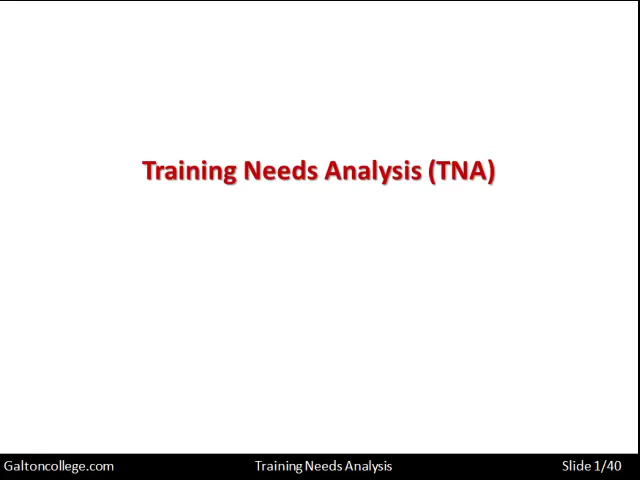 Training Needs Analysis (TNA)
Galtoncollege.com Training Needs Analysis Slide 1/40